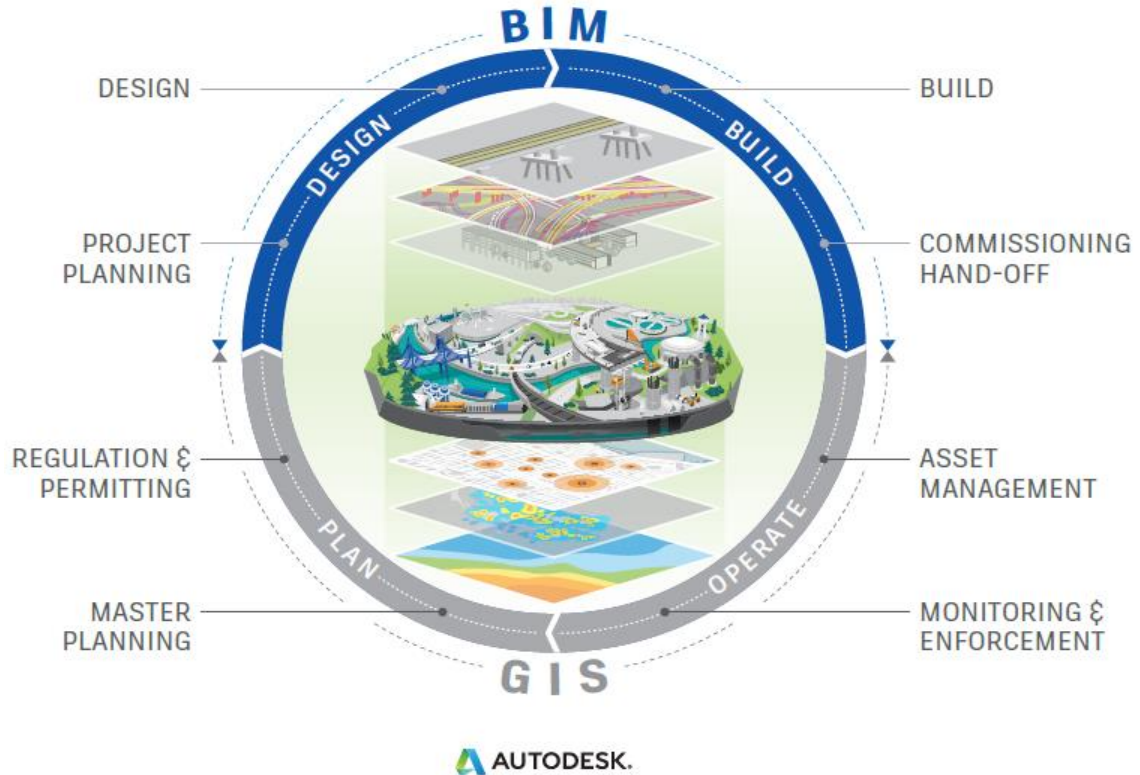 BIM
DESIGN
BUILD
DESIGN
BUILD
PROJECT
PLANNING
COMMISSIONING
HAND-OFF
REGULATION &
PERMITTING
ASSET
MANAGEMENT
PLAN
OPERATE
MASTER
PLANNING
MONITORING &
ENFORCEMENT
GIS
AUTODESK.